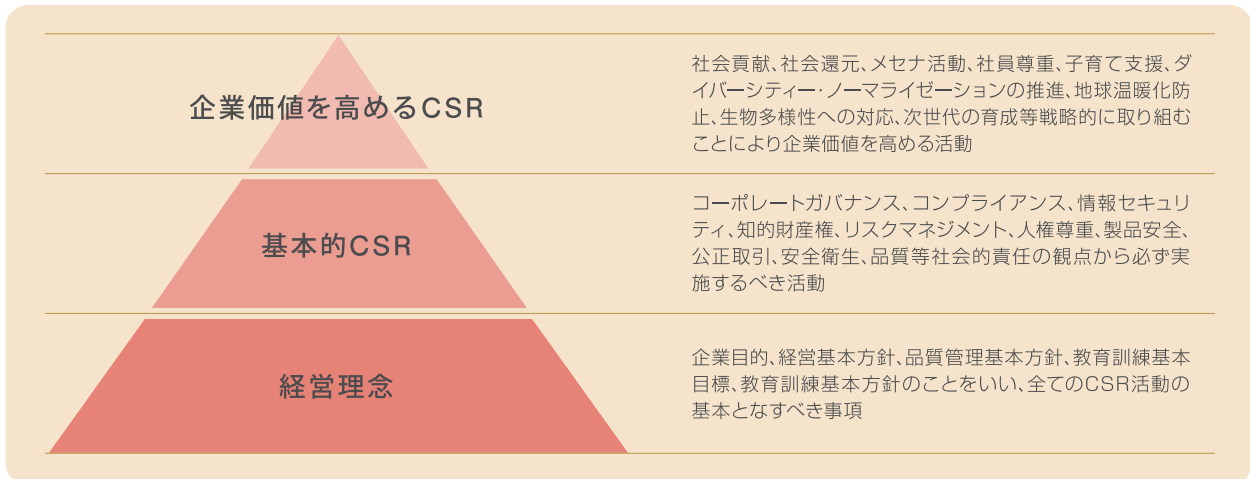 企業価値を高めるCSR
社会貢献、社会還元、メセナ活動、社員尊重、子育て支援、ダ
イバーシティー・ノーマライゼーションの推進、地球温暖化防
止、生物多様性への対応、次世代の育成等戦略的に取り組む
ことにより企業価値を高める活動
基本的CSR
コーポレートガバナンス、コンプライアンス、情報セキュリ
ティ、知的財産権、リスクマネジメント、人権尊重、製品安全、
公正取引、安全衛生、品質等社会的責任の観点から必ず実
施するべき活動
経営理念
企業目的、経営基本方針、品質管理基本方針、教育訓練基本
目標、教育訓練基本方針のことをいい、全てのCSR活動の
基本となすべき事項